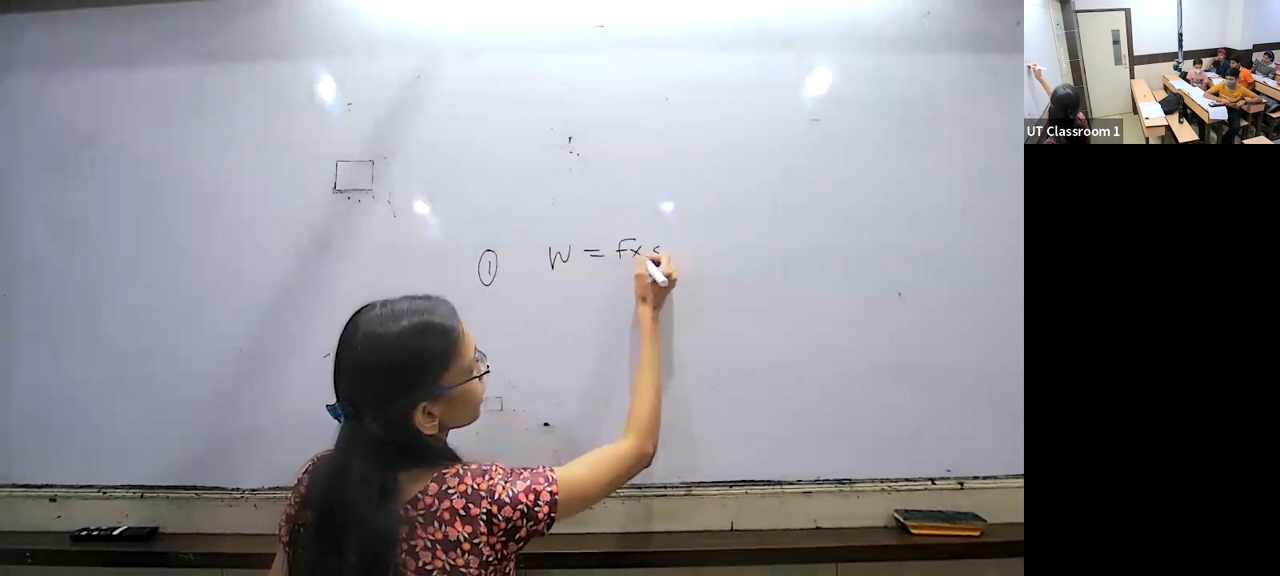 ① W = F× s
UT Classroom 1